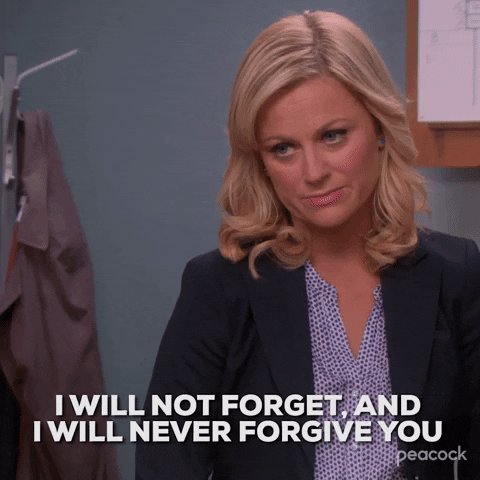 I WILL NOT FORGET, AND
I WILL NEVER FORGIVE YOU
peacock